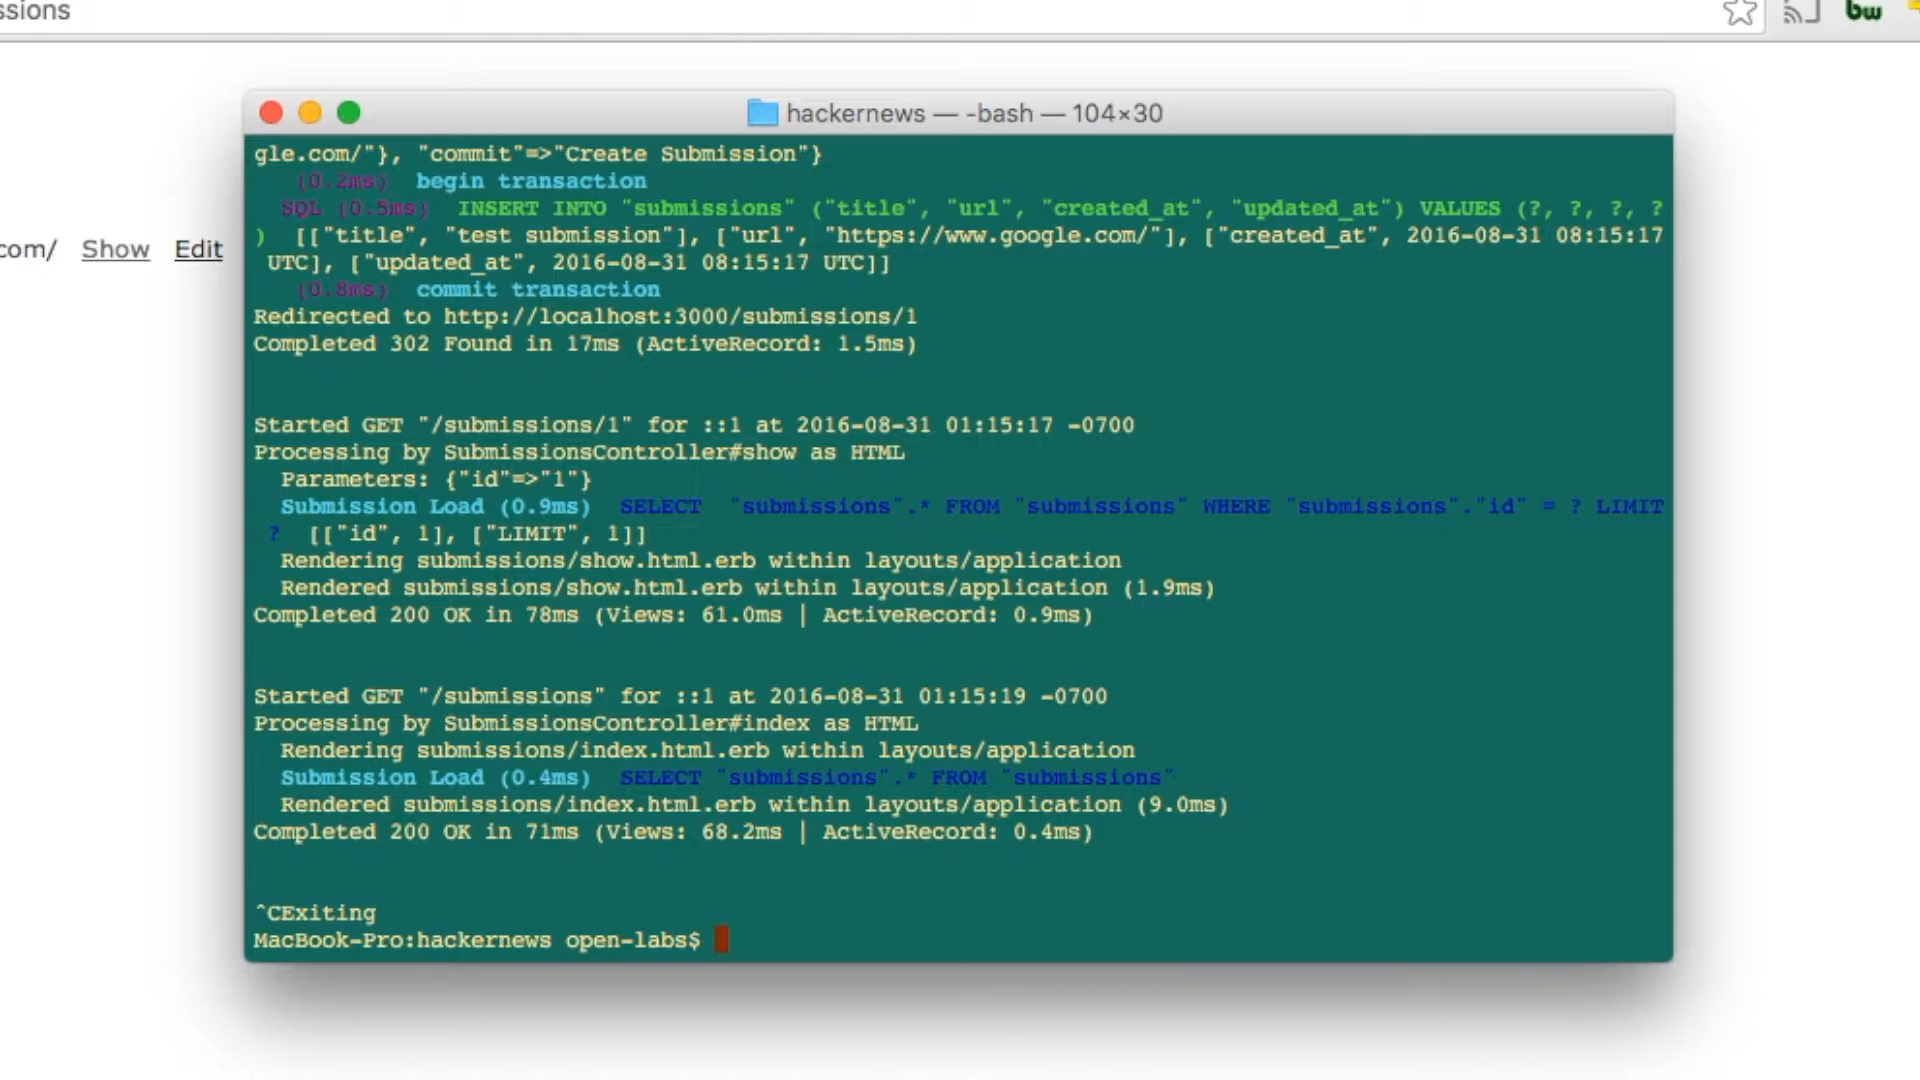 ssions
bw
hackernews — -bash — 104×30
gle.com/"}, "commit"=>"Create Submission"}
(0.2ms)  begin transaction
SQL (0.5ms)  INSERT INTO "submissions" ("title", "url", "created_at", "updated_at") VALUES (?, ?, ?, ?
)  [["title", "test submission"], ["url", "https://www.google.com/"], ["created_at", 2016-08-31 08:15:17
UTC], ["updated_at", 2016-08-31 08:15:17 UTC]]
com/ Show Edit
(0.8ms)  commit transaction
Redirected to http://localhost:3000/submissions/1
Completed 302 Found in 17ms (ActiveRecord: 1.5ms)
Started GET "/submissions/1" for ::1 at 2016-08-31 01:15:17 -0700
Processing by SubmissionsController#show as HTML
Parameters: {"id"=>"1"}
Submission Load (0.9ms)  SELECT  "submissions".* FROM "submissions" WHERE "submissions"."id" = ? LIMIT
?  [["id", 1], ["LIMIT", 1]]
Rendering submissions/show.html.erb within layouts/application
Rendered submissions/show.html.erb within layouts/application (1.9ms)
Completed 200 OK in 78ms (Views: 61.0ms | ActiveRecord: 0.9ms)
Started GET "/submissions" for ::1 at 2016-08-31 01:15:19 -0700
Processing by SubmissionsController#index as HTML
Rendering submissions/index.html.erb within layouts/application
Submission Load (0.4ms)  SELECT "submissions".* FROM "submissions"
Rendered submissions/index.html.erb within layouts/application (9.0ms)
Completed 200 OK in 71ms (Views: 68.2ms | ActiveRecord: 0.4ms)
^CExiting
MacBook-Pro:hackernews open-labs$